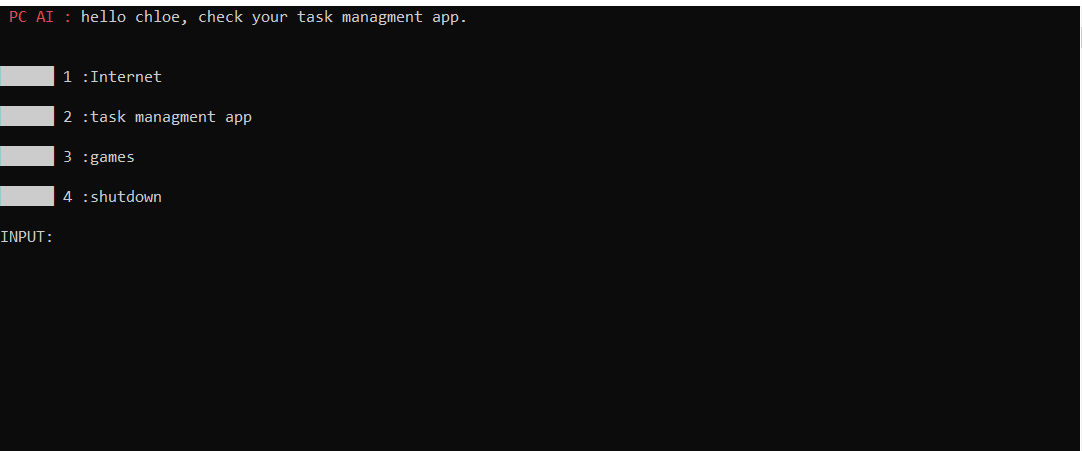 PC AI : hello chloe, check your task managment app.
1 :Internet
2 :task managment app
3 :games
4 :shutdown
INPUT: